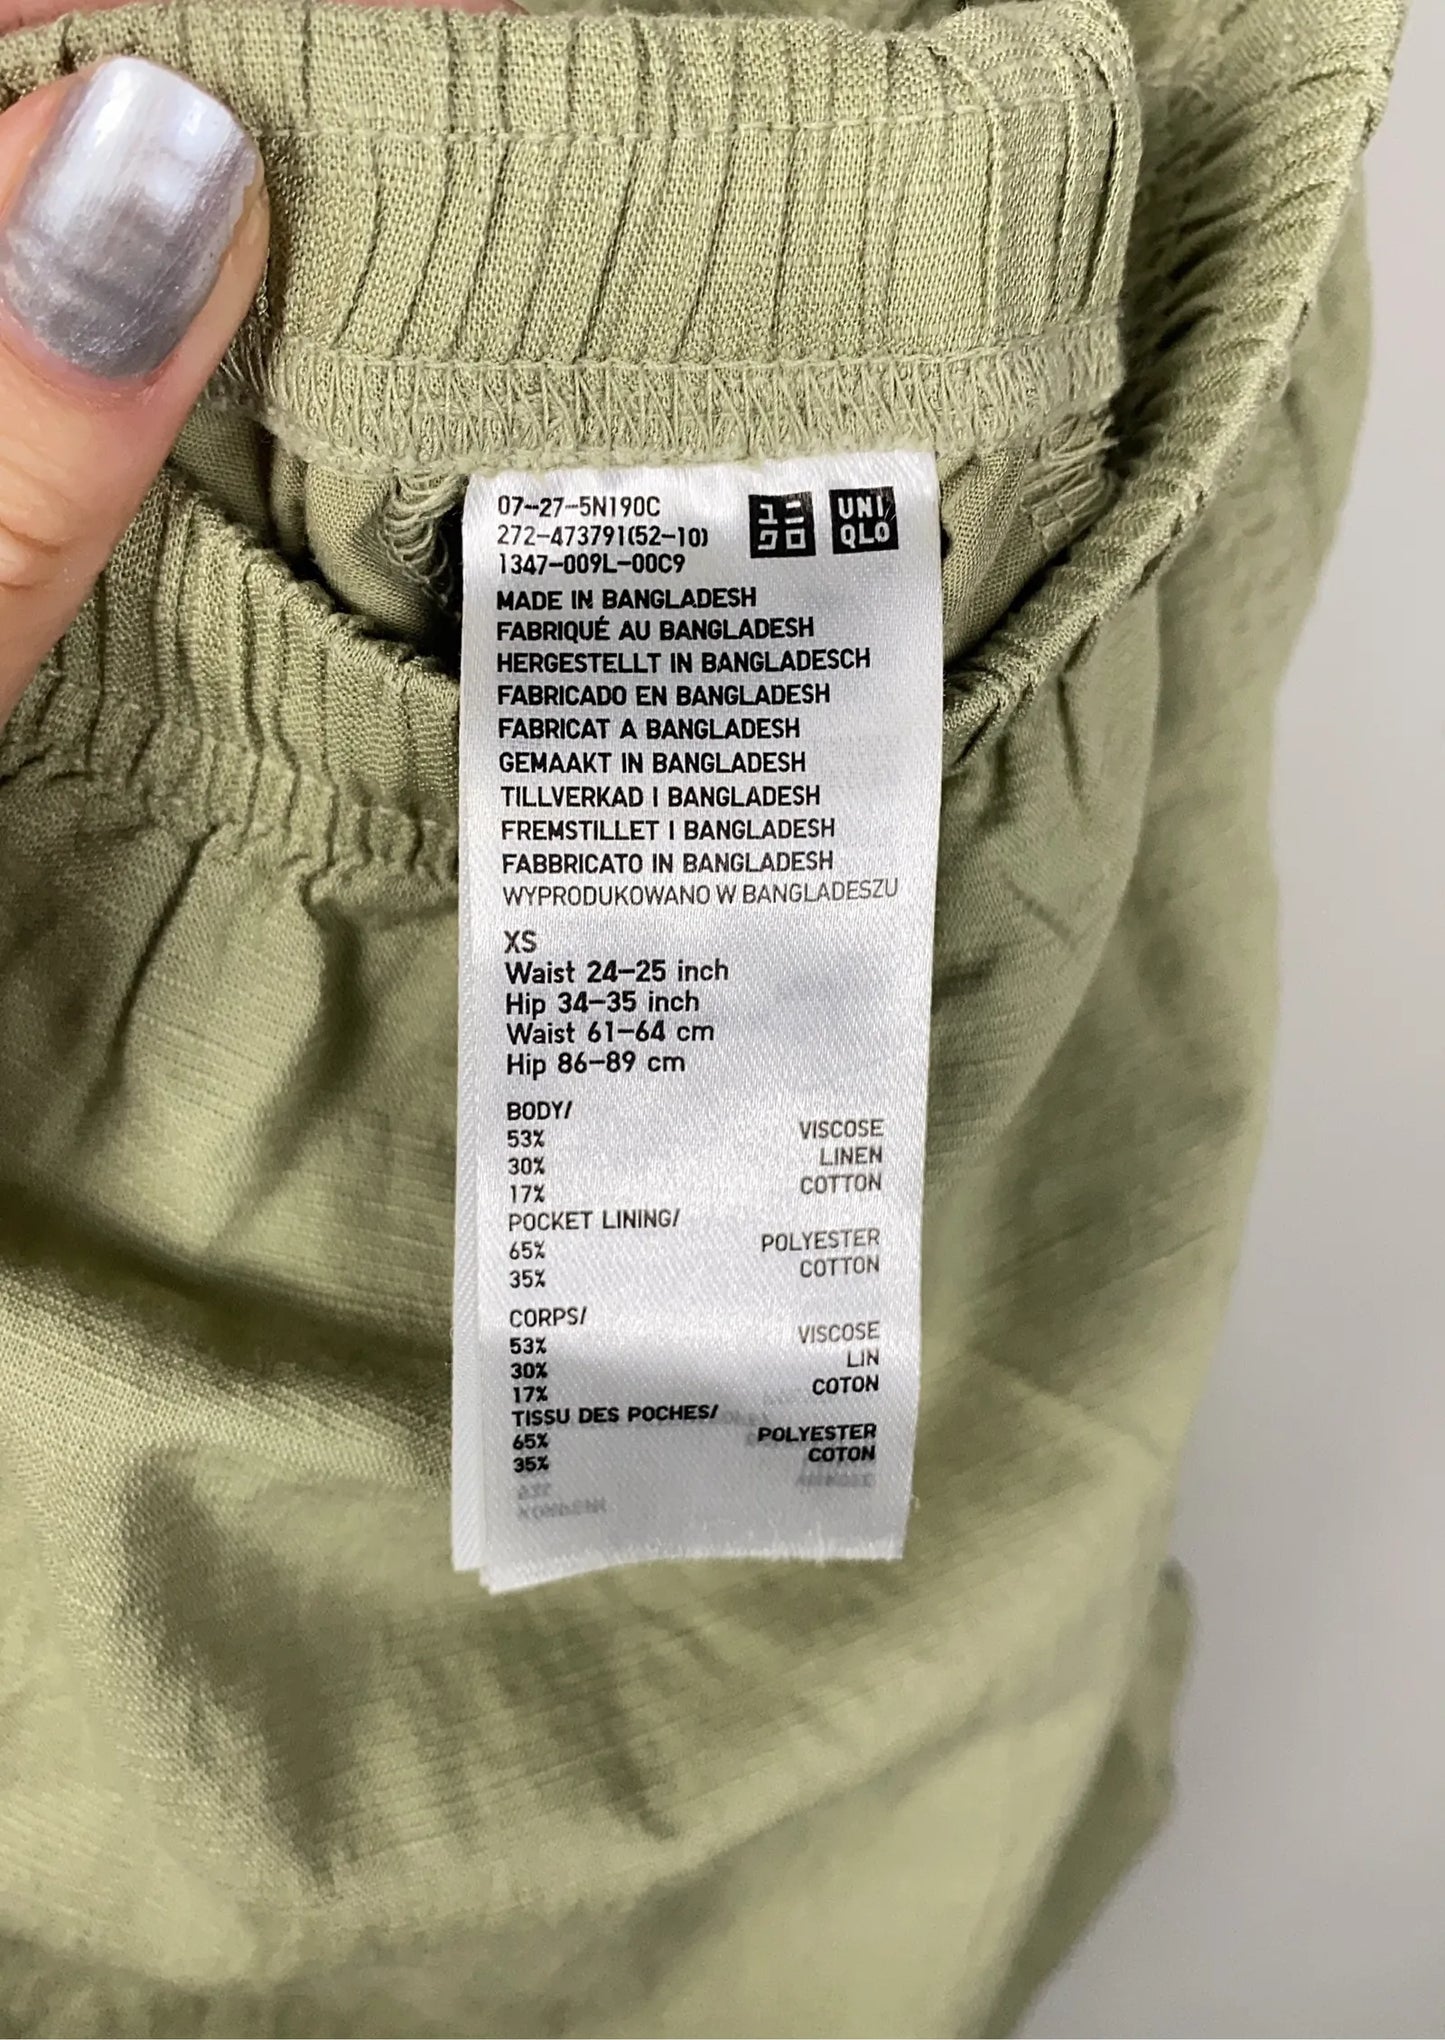 07-27-5N190C
272-473791(52-10)
1347-009L-00C9
ユニ
クロ
UNI
QLO
MADE IN BANGLADESH
FABRIQUÉ AU BANGLADESH
HERGESTELLT IN BANGLADESCH
FABRICADO EN BANGLADESH
FABRICAT A BANGLADESH
GEMAAKT IN BANGLADESH
TILLVERKAD I BANGLADESH
FREMSTILLET I BANGLADESH
FABBRICATO IN BANGLADESH
WYPRODUKOWANO W BANGLADESZU
XS
Waist 24-25 inch
Hip 34-35 inch
Waist 61-64 cm
Hip 86-89 cm
BODY/
53% VISCOSE
30% LINEN
17% COTTON
POCKET LINING/
65% POLYESTER
35% COTTON
CORPS/
53% VISCOSE
30% LIN
17% COTON
TISSU DES POCHES/
65% POLYESTER
35% COTON